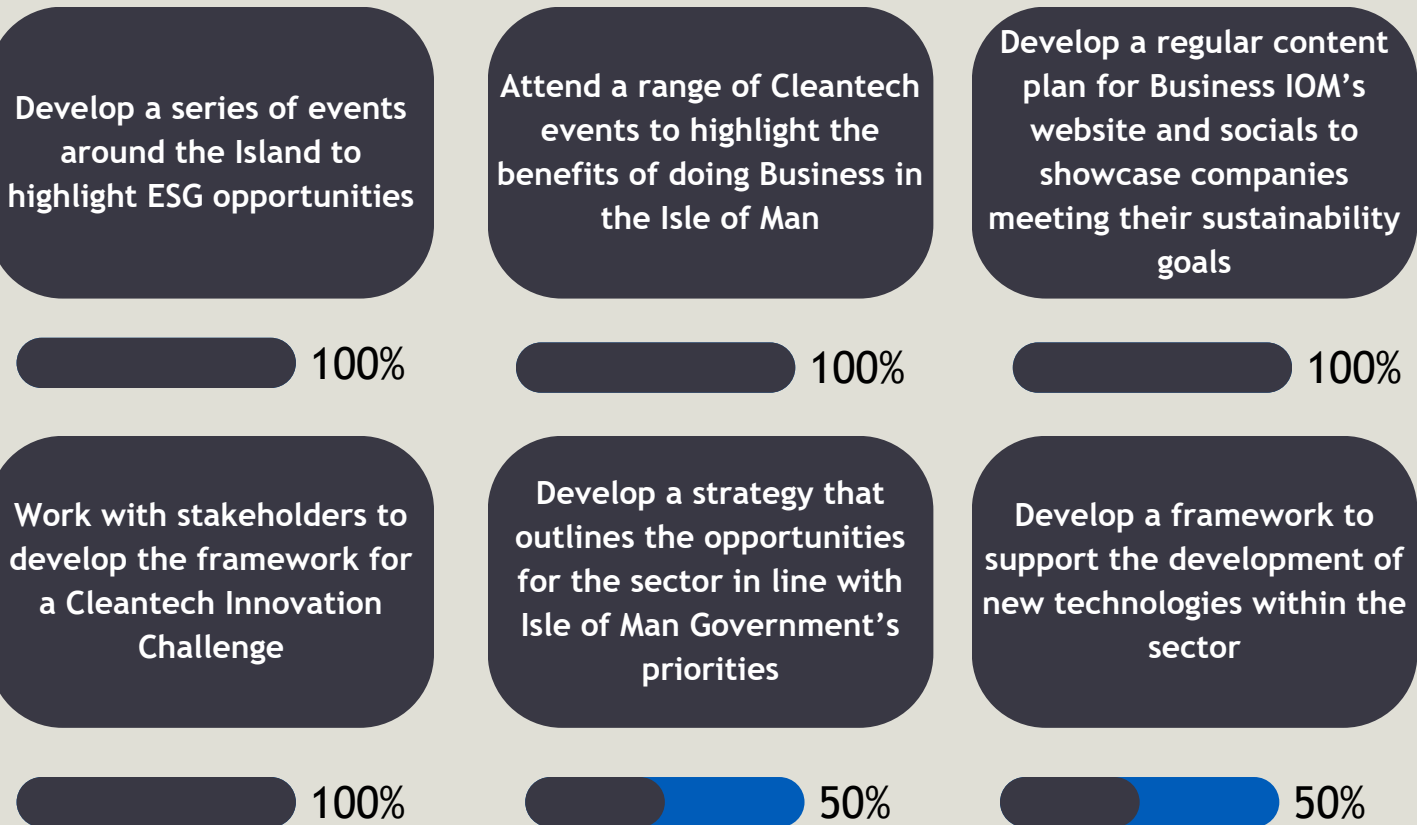 Develop a series of events
around the Island to
highlight ESG opportunities
Attend a range of Cleantech
events to highlight the
benefits of doing Business in
the Isle of Man
Develop a regular content
plan for Business IOM’s
website and socials to
showcase companies
meeting their sustainability
goals
100%
100%
100%
Work with stakeholders to
develop the framework for
a Cleantech Innovation
Challenge
Develop a strategy that
outlines the opportunities
for the sector in line with
Isle of Man Government’s
priorities
Develop a framework to
support the development of
new technologies within the
sector
100%
50%
50%